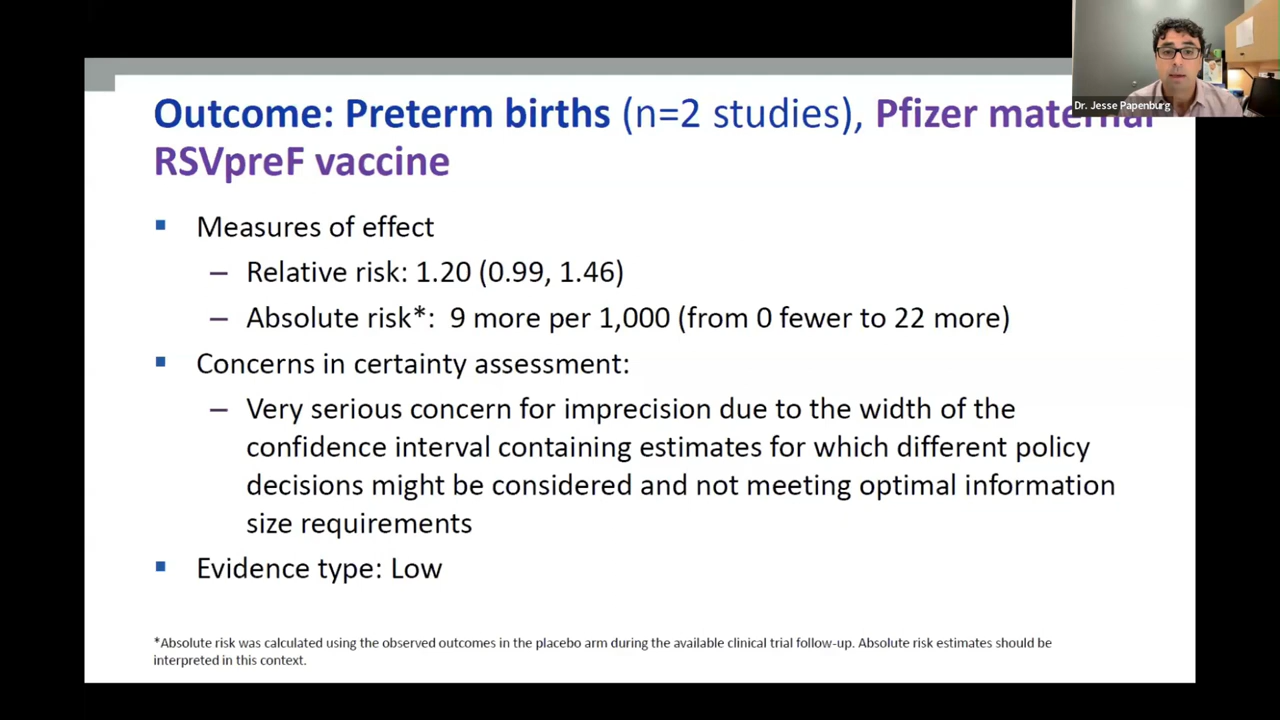 Dr. Jesse Papenburg
Outcome: Preterm births (n=2 studies), Pfizer maternal
RSVpreF vaccine
▪ Measures of effect
– Relative risk: 1.20 (0.99, 1.46)
– Absolute risk*: 9 more per 1,000 (from 0 fewer to 22 more)
▪ Concerns in certainty assessment:
– Very serious concern for imprecision due to the width of the
confidence interval containing estimates for which different policy
decisions might be considered and not meeting optimal information
size requirements
▪ Evidence type: Low
*Absolute risk was calculated using the observed outcomes in the placebo arm during the available clinical trial follow-up. Absolute risk estimates should be
interpreted in this context.